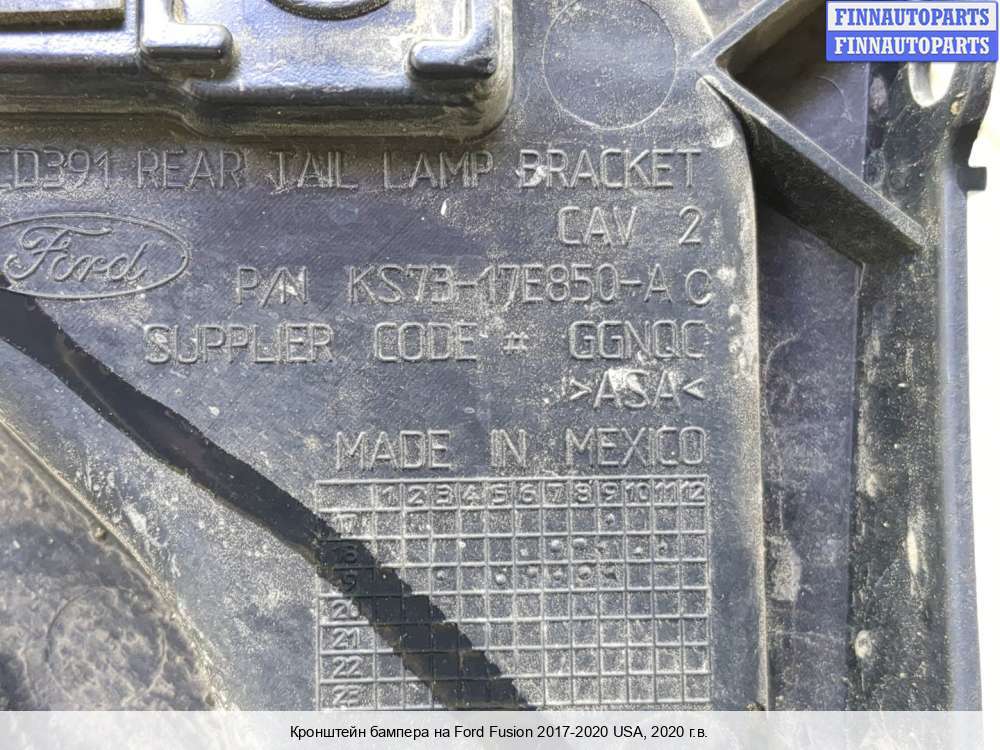 FINNAUTOPARTS
FINNAUTOPARTS
CD391 REAR TAIL LAMP BRACKET
CAV 2
Ford
P/N KS73-17E850-A C
SUPPLIER CODE # GGNQC
>ASA<
MADE IN MEXICO
1 2 3 4 5 6 7 8 9 10 11 12
17
18
19
20
21
22
23
Кронштейн бампера на Ford Fusion 2017-2020 USA, 2020 г.в.